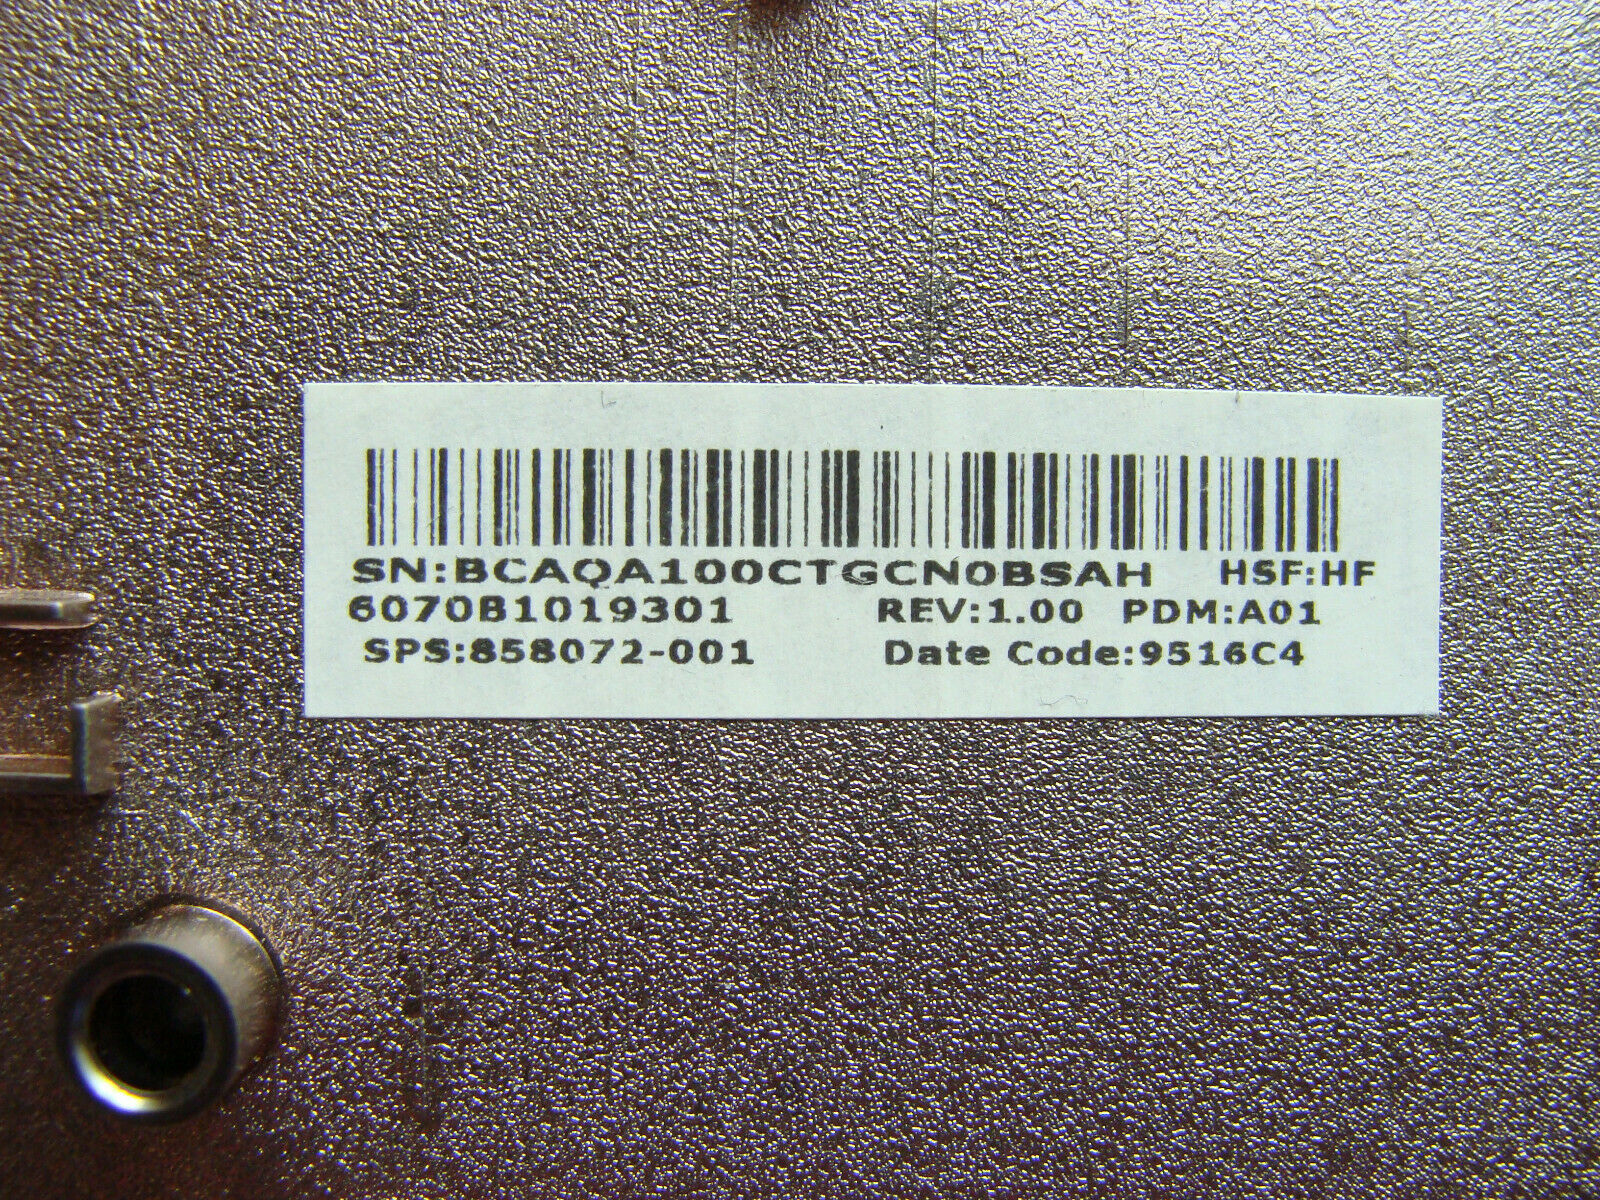 SN:BCAQA100CTGCN0BSAH HSF:HF
6070B1019301 REV:1.00 PDM:A01
SPS:858072-001 Date Code:9516C4